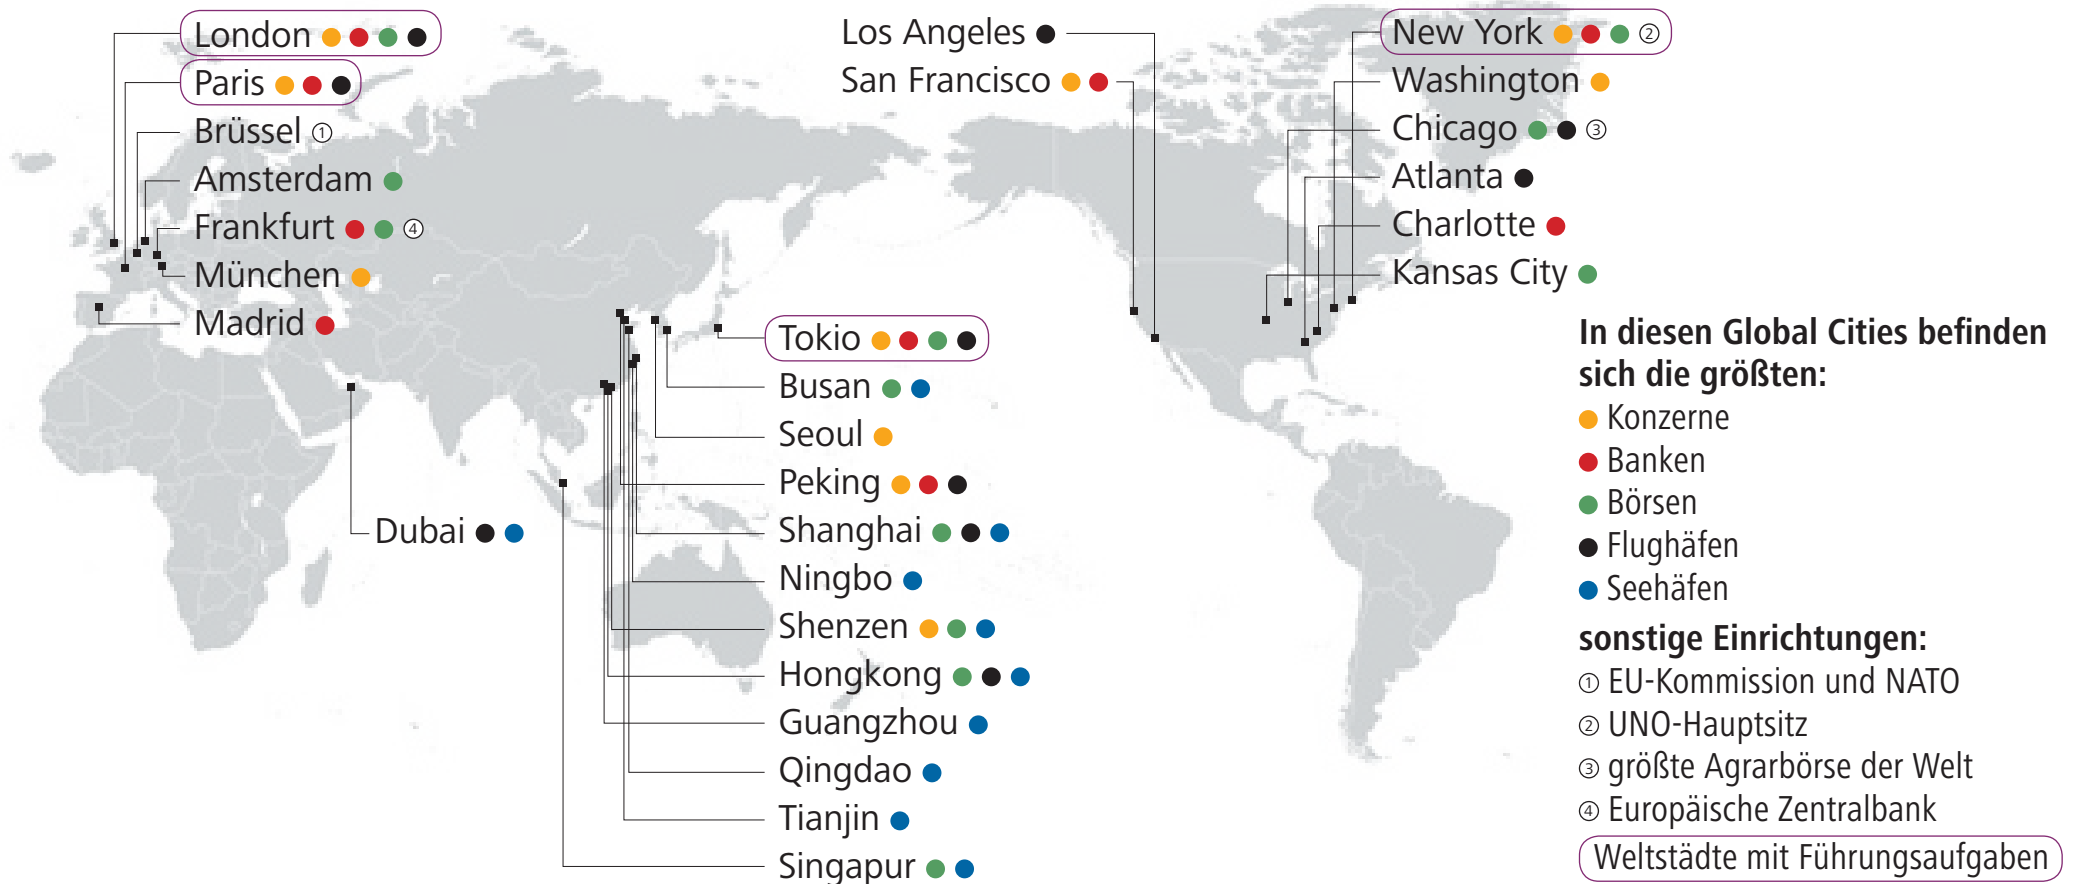 London
Paris
Brüssel ①
Amsterdam
Frankfurt ④
München
Madrid
Dubai
Los Angeles
San Francisco
Tokio
Busan
Seoul
Peking
Shanghai
Ningbo
Shenzen
Hongkong
Guangzhou
Qingdao
Tianjin
Singapur
New York ②
Washington
Chicago ③
Atlanta
Charlotte
Kansas City
In diesen Global Cities befinden
sich die größten:
Konzerne
Banken
Börsen
Flughäfen
Seehäfen
sonstige Einrichtungen:
① EU-Kommission und NATO
② UNO-Hauptsitz
③ größte Agrarbörse der Welt
④ Europäische Zentralbank
Weltstädte mit Führungsaufgaben